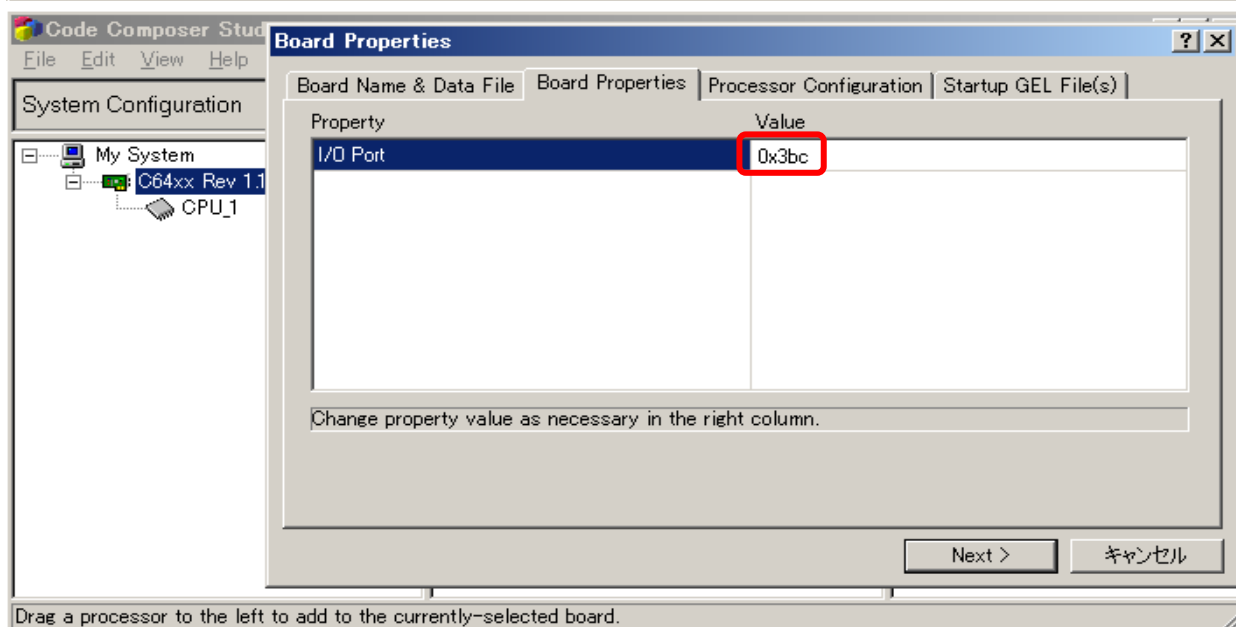 Code Composer Stud
File Edit View Help
System Configuration
My System
C64xx Rev 1.1
CPU_1
Board Properties
Board Name & Data File Board Properties Processor Configuration Startup GEL File(s)
Property Value
I/O Port 0x3bc
Change property value as necessary in the right column.
Next > キャンセル
Drag a processor to the left to add to the currently-selected board.